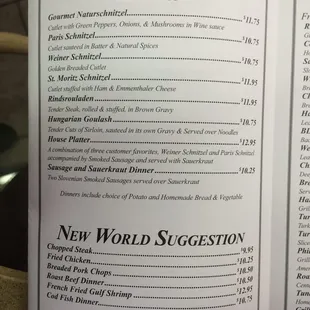 Gourmet Naturschnitzel $11.75
Cutlet with Green Peppers, Onions, & Mushrooms in Wine sauce
Paris Schnitzel $10.75
Cutlet sauteed in Batter & Natural Spices
Weiner Schnitzel $10.75
Golden Breaded Cutlet
St. Moritz Schnitzel $11.95
Cutlet stuffed with Ham & Emmenthaler Cheese
Rindsrouladen $11.95
Tender Steak, rolled & stuffed, in Brown Gravy
Hungarian Goulash $10.75
Tender Cuts of Sirloin, sauteed in its own Gravy & Served over Noodles
House Platter $12.95
A combination of three customer favorites, Weiner Schnitzel and Paris Schnitzel
accompanied by Smoked Sausage and served with Sauerkraut
Sausage and Sauerkraut Dinner $10.25
Two Slovenian Smoked Sausages served over Sauerkraut
Dinners include choice of Potato and Homemade Bread & Vegetable
NEW WORLD SUGGESTION
Chopped Steak $9.95
Fried Chicken $10.25
Breaded Pork Chops $10.50
Roast Beef Dinner $10.50
French Fried Gulf Shrimp $12.95
Cod Fish Dinner $10.75